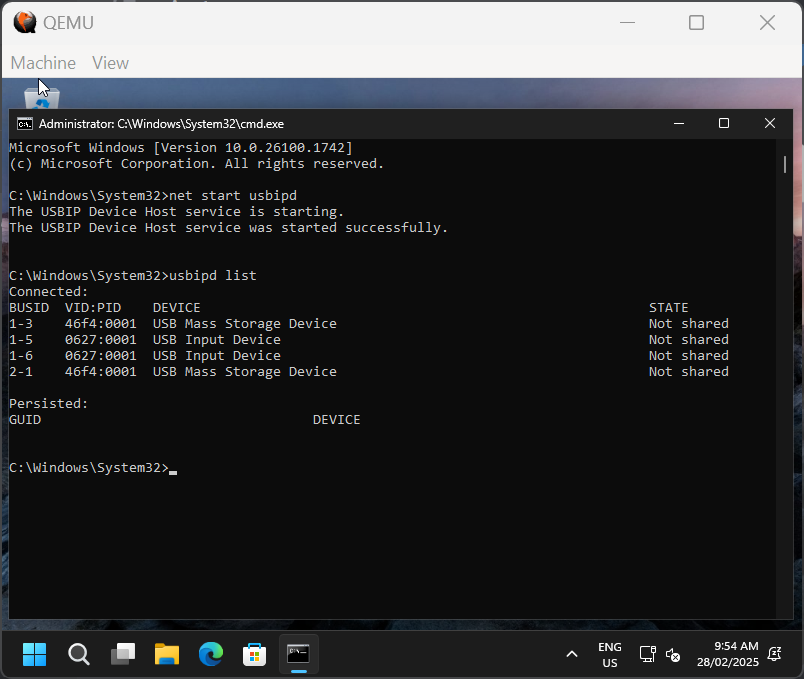 QEMU
Machine View
Administrator: C:\Windows\System32\cmd.exe
Microsoft Windows [Version 10.0.26100.1742]
(c) Microsoft Corporation. All rights reserved.
C:\Windows\System32>net start usbipd
The USBIP Device Host service is starting.
The USBIP Device Host service was started successfully.
C:\Windows\System32>usbipd list
Connected:
BUSID VID:PID DEVICE STATE
1-3 46f4:0001 USB Mass Storage Device Not shared
1-5 0627:0001 USB Input Device Not shared
1-6 0627:0001 USB Input Device Not shared
2-1 46f4:0001 USB Mass Storage Device Not shared
Persisted:
GUID DEVICE
C:\Windows\System32>
ENG
US
9:54 AM
28/02/2025